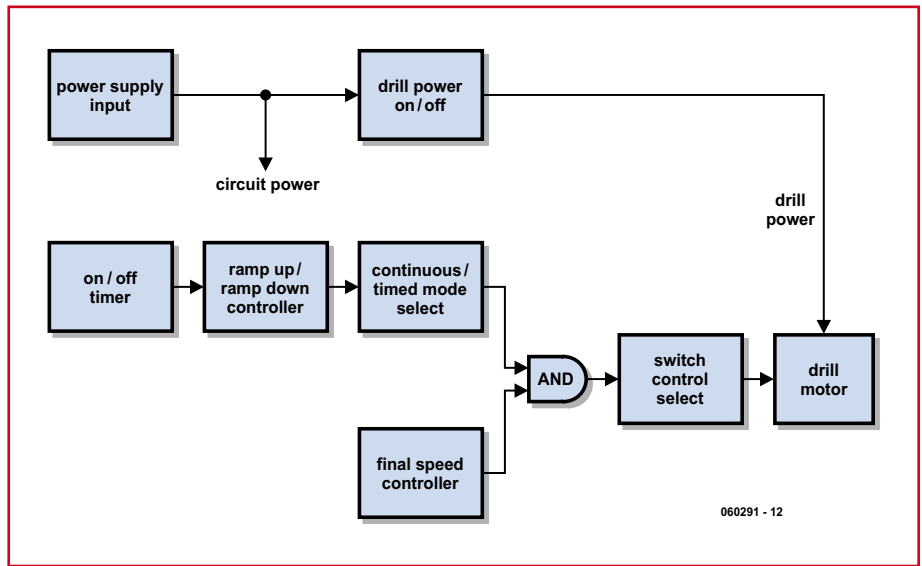 power supply
input
drill power
on / off
circuit power
drill
power
on / off
timer
ramp up /
ramp down
controller
continuous /
timed mode
select
AND
switch
control
select
drill
motor
final speed
controller
060291 - 12